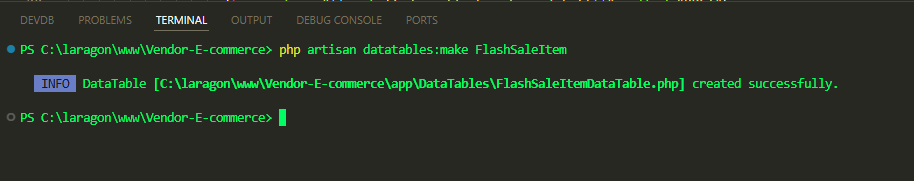 DEVDB PROBLEMS TERMINAL OUTPUT DEBUG CONSOLE PORTS
PS C:\laragon\www\Vendor-E-commerce> php artisan datatables:make FlashSaleItem
INFO DataTable [C:\laragon\www\Vendor-E-commerce\app\DataTables\FlashSaleItemDataTable.php] created successfully.
PS C:\laragon\www\Vendor-E-commerce>